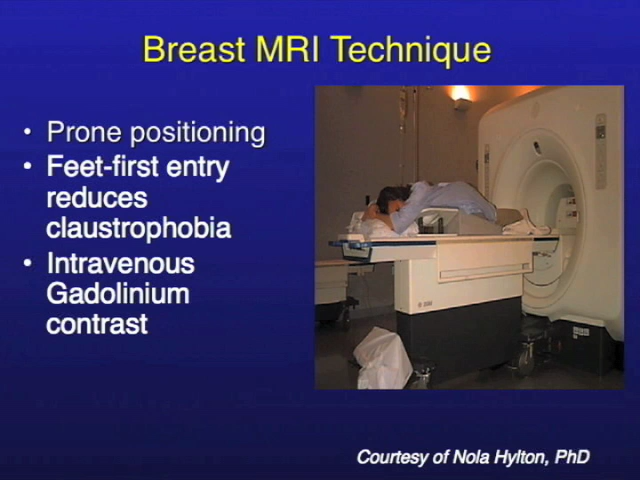 Breast MRI Technique
• Prone positioning
• Feet-first entry
reduces
claustrophobia
• Intravenous
Gadolinium
contrast
Courtesy of Nola Hylton, PhD